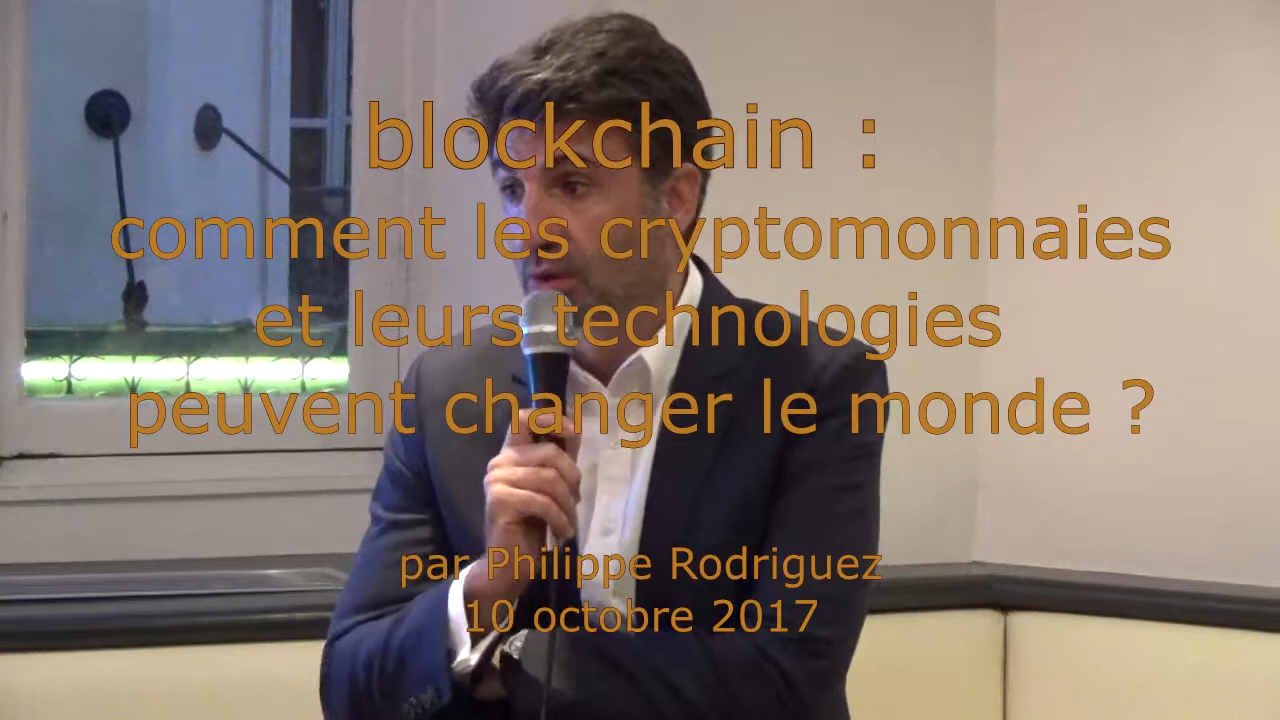 blockchain :
comment les cryptomonnaies
et leurs technologies
peuvent changer le monde ?
par Philippe Rodriguez
10 octobre 2017